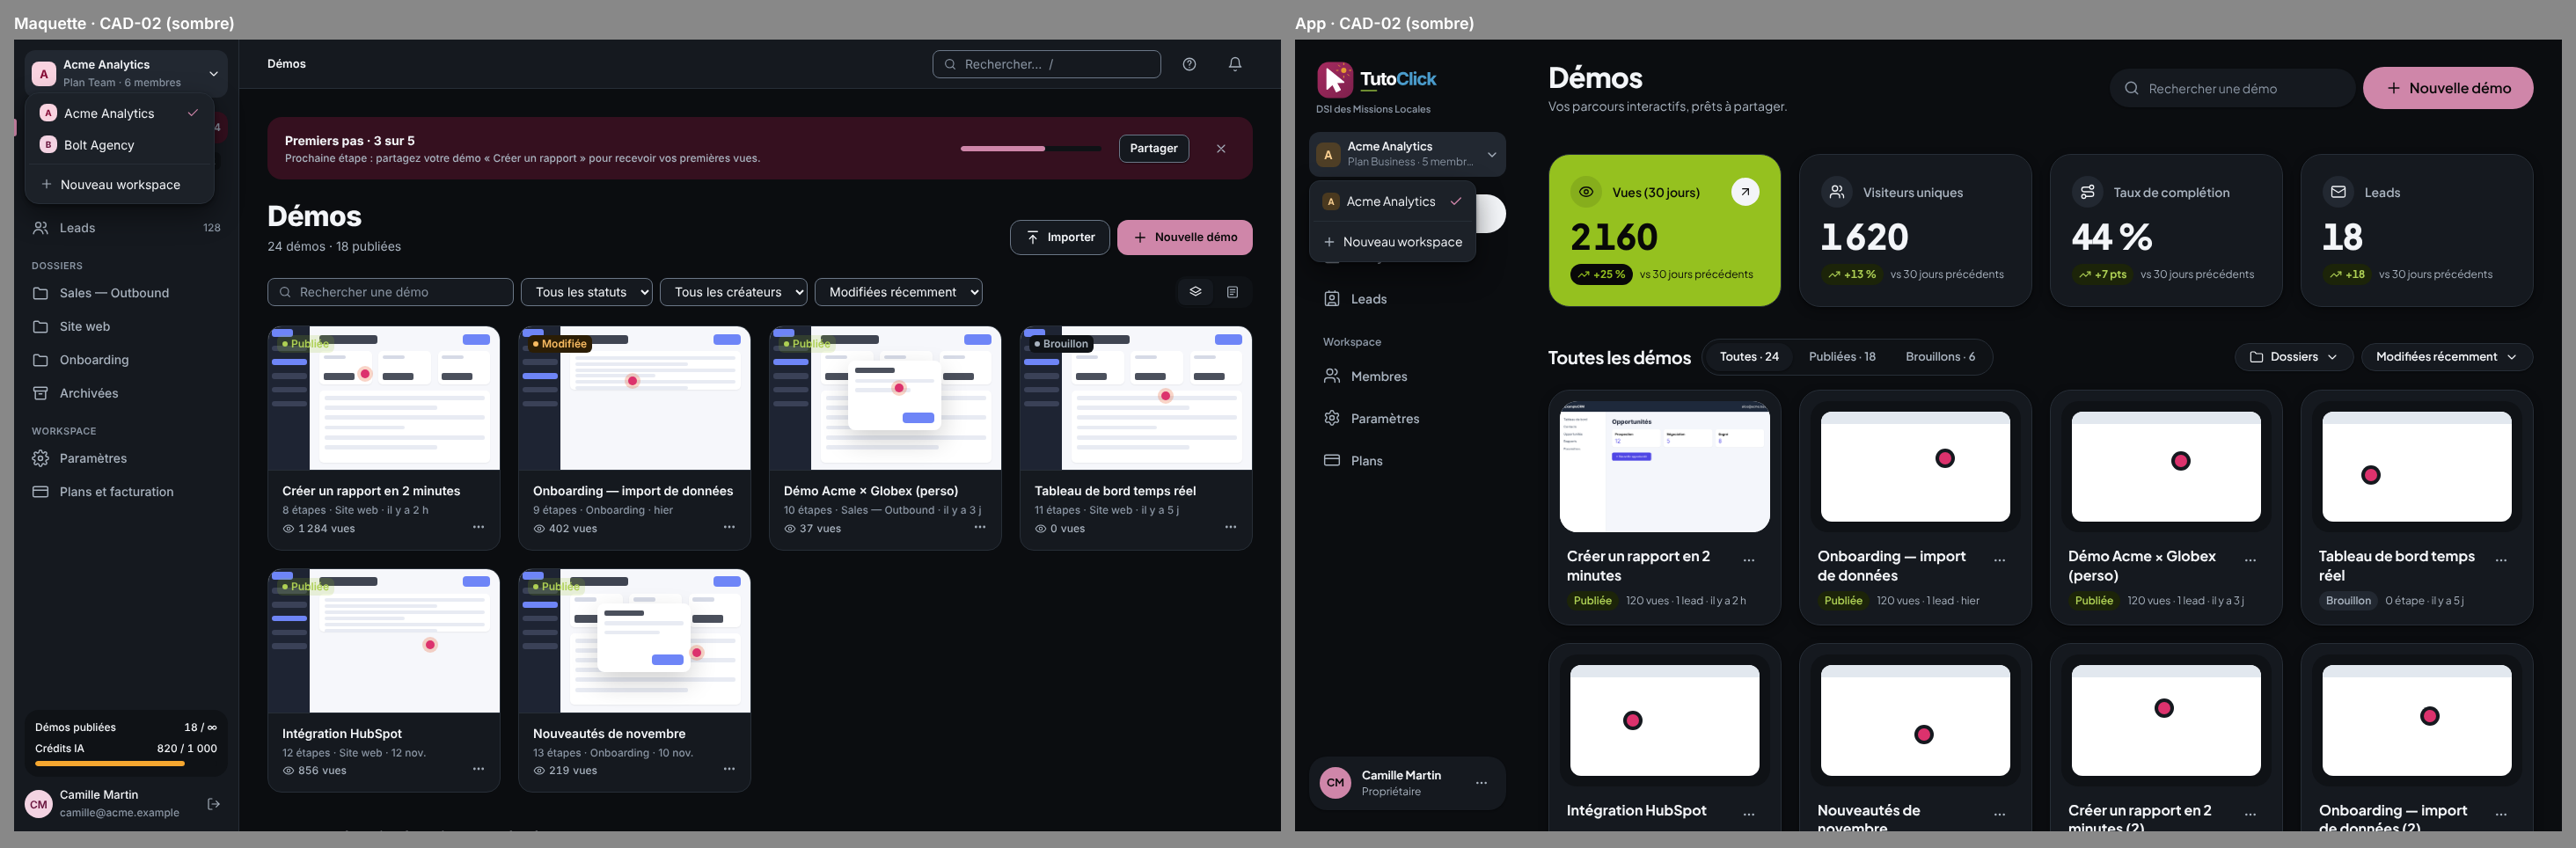 Maquette · CAD-02 (sombre)
A
Acme Analytics
Plan Team · 6 membres
A Acme Analytics
B Bolt Agency
+ Nouveau workspace
4
Leads 128
DOSSIERS
Sales — Outbound
Site web
Onboarding
Archivées
WORKSPACE
Paramètres
Plans et facturation
Démos publiées 18 / ∞
Crédits IA 820 / 1 000
CM
Camille Martin
camille@acme.example
Démos
Rechercher... /
Premiers pas · 3 sur 5
Prochaine étape : partagez votre démo « Créer un rapport » pour recevoir vos premières vues.
Partager
Démos
24 démos · 18 publiées
Importer
+ Nouvelle démo
Rechercher une démo
Tous les statuts
Tous les créateurs
Modifiées récemment
Publiée
Modifiée
Publiée
Brouillon
Créer un rapport en 2 minutes
8 étapes · Site web · il y a 2 h
1 284 vues
Onboarding — import de données
9 étapes · Onboarding · hier
402 vues
Démo Acme × Globex (perso)
10 étapes · Sales — Outbound · il y a 3 j
37 vues
Tableau de bord temps réel
11 étapes · Site web · il y a 5 j
0 vues
Publiée
Publiée
Intégration HubSpot
12 étapes · Site web · 12 nov.
856 vues
Nouveautés de novembre
13 étapes · Onboarding · 10 nov.
219 vues
App · CAD-02 (sombre)
TutoClick
DSI des Missions Locales
A
Acme Analytics
Plan Business · 5 membr...
A Acme Analytics
+ Nouveau workspace
Leads
Workspace
Membres
Paramètres
Plans
CM
Camille Martin
Propriétaire
Démos
Vos parcours interactifs, prêts à partager.
Rechercher une démo
+ Nouvelle démo
Vues (30 jours)
2 160
+25 % vs 30 jours précédents
Visiteurs uniques
1 620
+13 % vs 30 jours précédents
Taux de complétion
44 %
+7 pts vs 30 jours précédents
Leads
18
+18 vs 30 jours précédents
Toutes les démos
Toutes · 24
Publiées · 18
Brouillons · 6
Dossiers
Modifiées récemment
Opportunités
Créer un rapport en 2
minutes
Publiée 120 vues · 1 lead · il y a 2 h
Onboarding — import
de données
Publiée 120 vues · 1 lead · hier
Démo Acme × Globex
(perso)
Publiée 120 vues · 1 lead · il y a 3 j
Tableau de bord temps
réel
Brouillon 0 étape · il y a 5 j
Intégration HubSpot
Nouveautés de
novembre
Créer un rapport en 2
minutes (2)
Onboarding — import
de données (2)